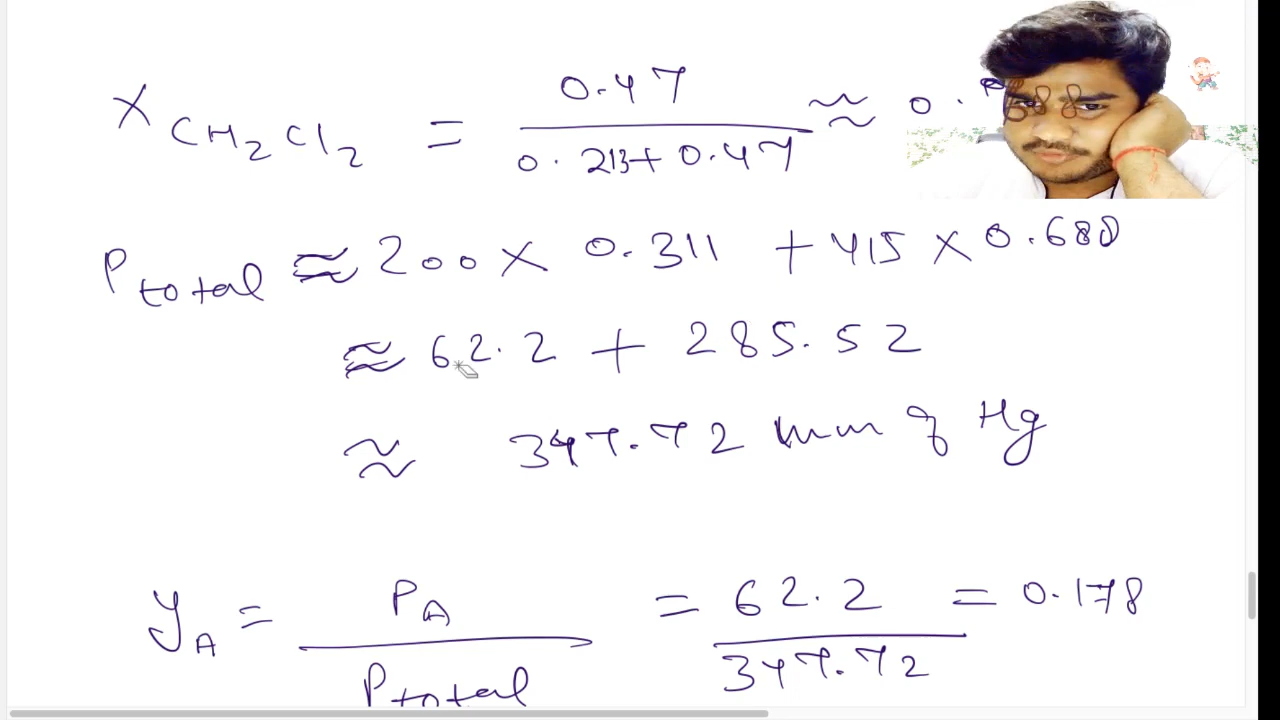 X CH2Cl2 = 0.47 / 0.213 + 0.47 ≈ 0.
P total ≈ 200 × 0.311 + 415 × 0.688
≈ 62.2 + 285.52
≈ 347.72 mm of Hg
yA = PA / Ptotal = 62.2 / 347.72 = 0.178